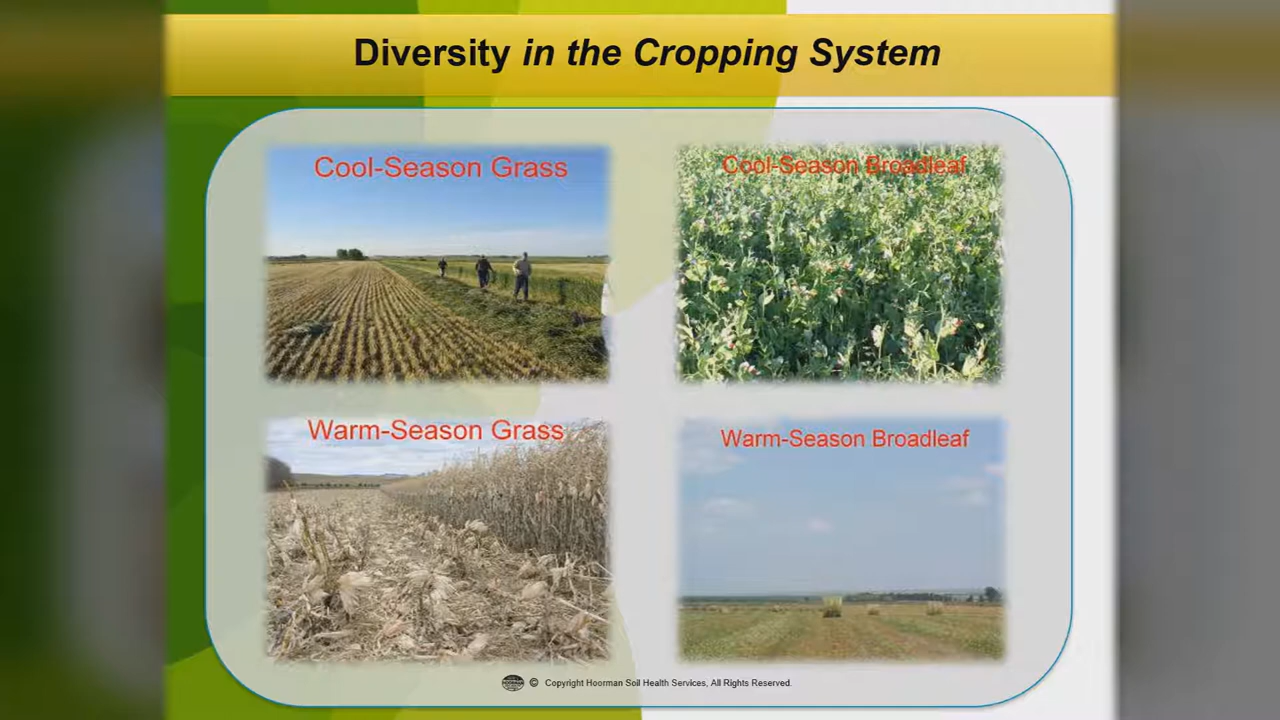 Diversity in the Cropping System
Cool-Season Grass
Cool-Season Broadleaf
Warm-Season Grass
Warm-Season Broadleaf
© Copyright Hoorman Soil Health Services, All Rights Reserved.